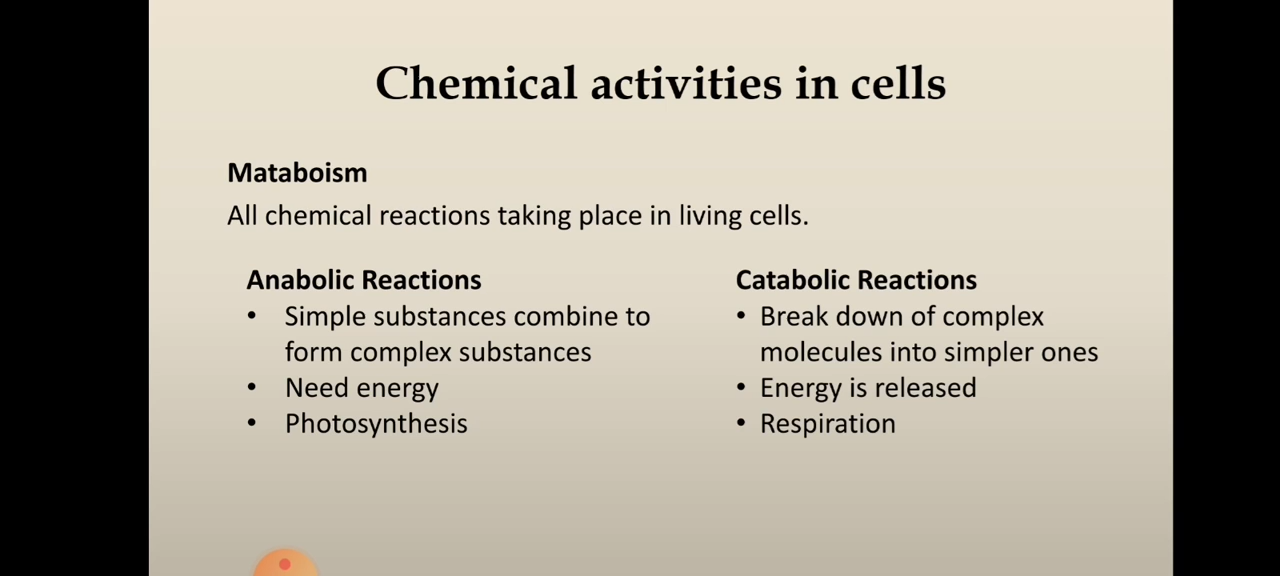 Chemical activities in cells
Mataboism
All chemical reactions taking place in living cells.
Anabolic Reactions
• Simple substances combine to
form complex substances
• Need energy
• Photosynthesis
Catabolic Reactions
• Break down of complex
molecules into simpler ones
• Energy is released
• Respiration